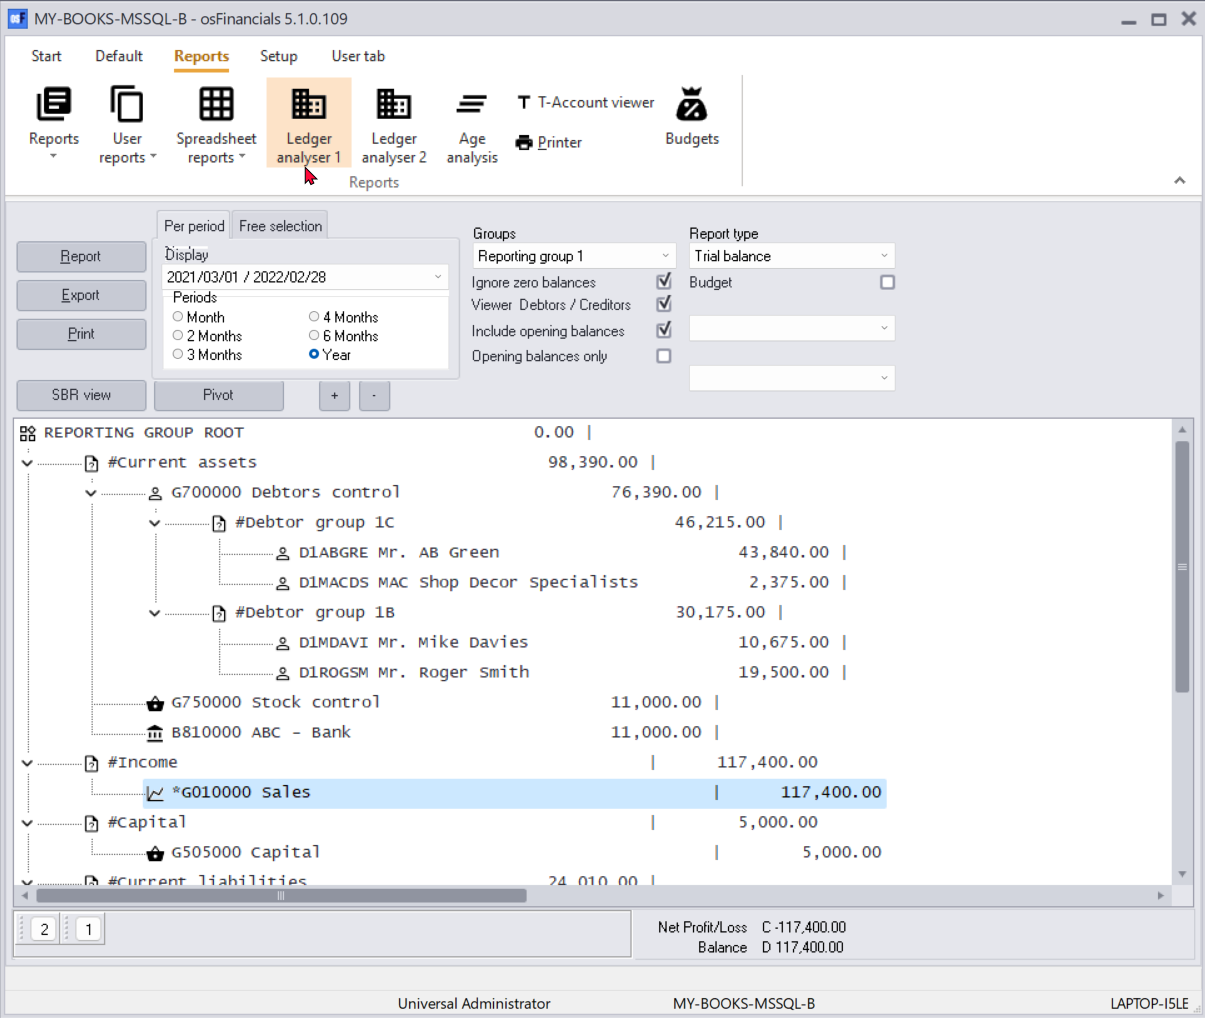 MY-BOOKS-MSSQL-B - osFinancials 5.1.0.109
Start Default Reports Setup User tab
Reports
User reports
Spreadsheet reports
Ledger analyser 1
Ledger analyser 2
Age analysis
T-Account viewer
Printer
Budgets
Reports
Report
Export
Print
Per period Free selection
Display
2021/03/01 / 2022/02/28
Periods
Month 4 Months
2 Months 6 Months
3 Months Year
Groups
Reporting group 1
Ignore zero balances
Viewer Debtors / Creditors
Include opening balances
Opening balances only
Report type
Trial balance
Budget
SBR view Pivot + -
REPORTING GROUP ROOT 0.00 |
#Current assets 98,390.00 |
G700000 Debtors control 76,390.00 |
#Debtor group 1C 46,215.00 |
D1ABGRE Mr. AB Green 43,840.00 |
D1MACDS MAC Shop Decor Specialists 2,375.00 |
#Debtor group 1B 30,175.00 |
D1MDAVI Mr. Mike Davies 10,675.00 |
D1ROGSM Mr. Roger Smith 19,500.00 |
G750000 Stock control 11,000.00 |
B810000 ABC - Bank 11,000.00 |
#Income | 117,400.00
*G010000 Sales | 117,400.00
#Capital | 5,000.00
G505000 Capital | 5,000.00
#Current liabilities 24,010.00 |
2 1
Net Profit/Loss C -117,400.00
Balance D 117,400.00
Universal Administrator MY-BOOKS-MSSQL-B LAPTOP-I5LE